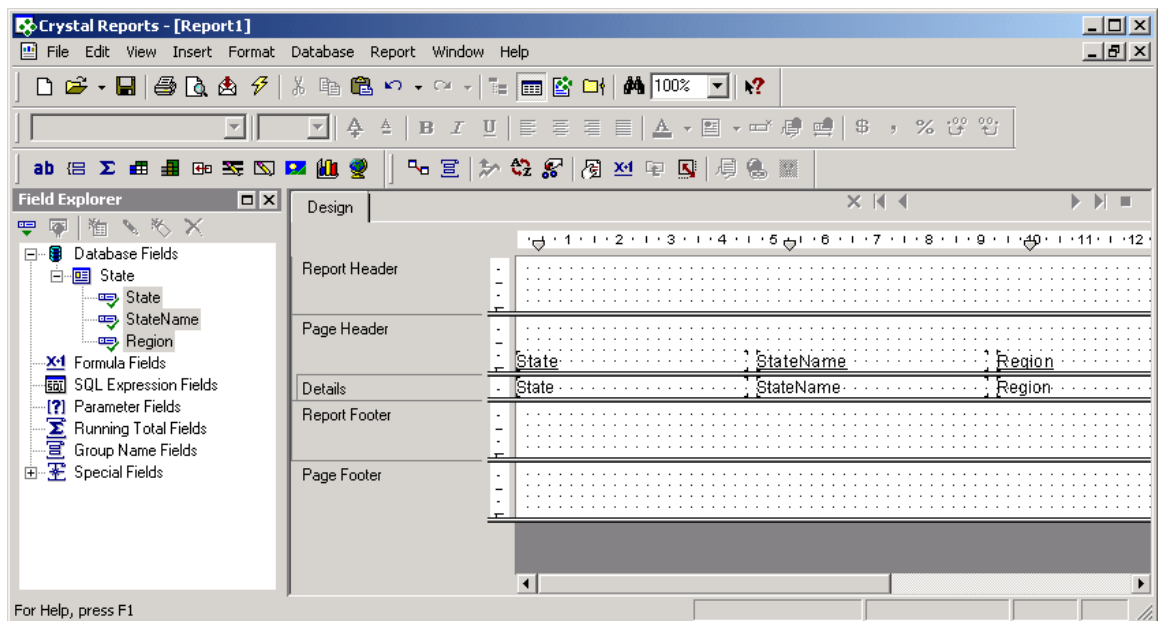 Crystal Reports - [Report1]
File Edit View Insert Format Database Report Window Help
100%
B I U A $ , %
ab Σ
Field Explorer
Design
Database Fields
State
State
StateName
Region
Formula Fields
SQL Expression Fields
Parameter Fields
Running Total Fields
Group Name Fields
Special Fields
1 2 3 4 5 6 7 8 9 10 11 12
Report Header
Page Header
State StateName Region
Details
State StateName Region
Report Footer
Page Footer
For Help, press F1